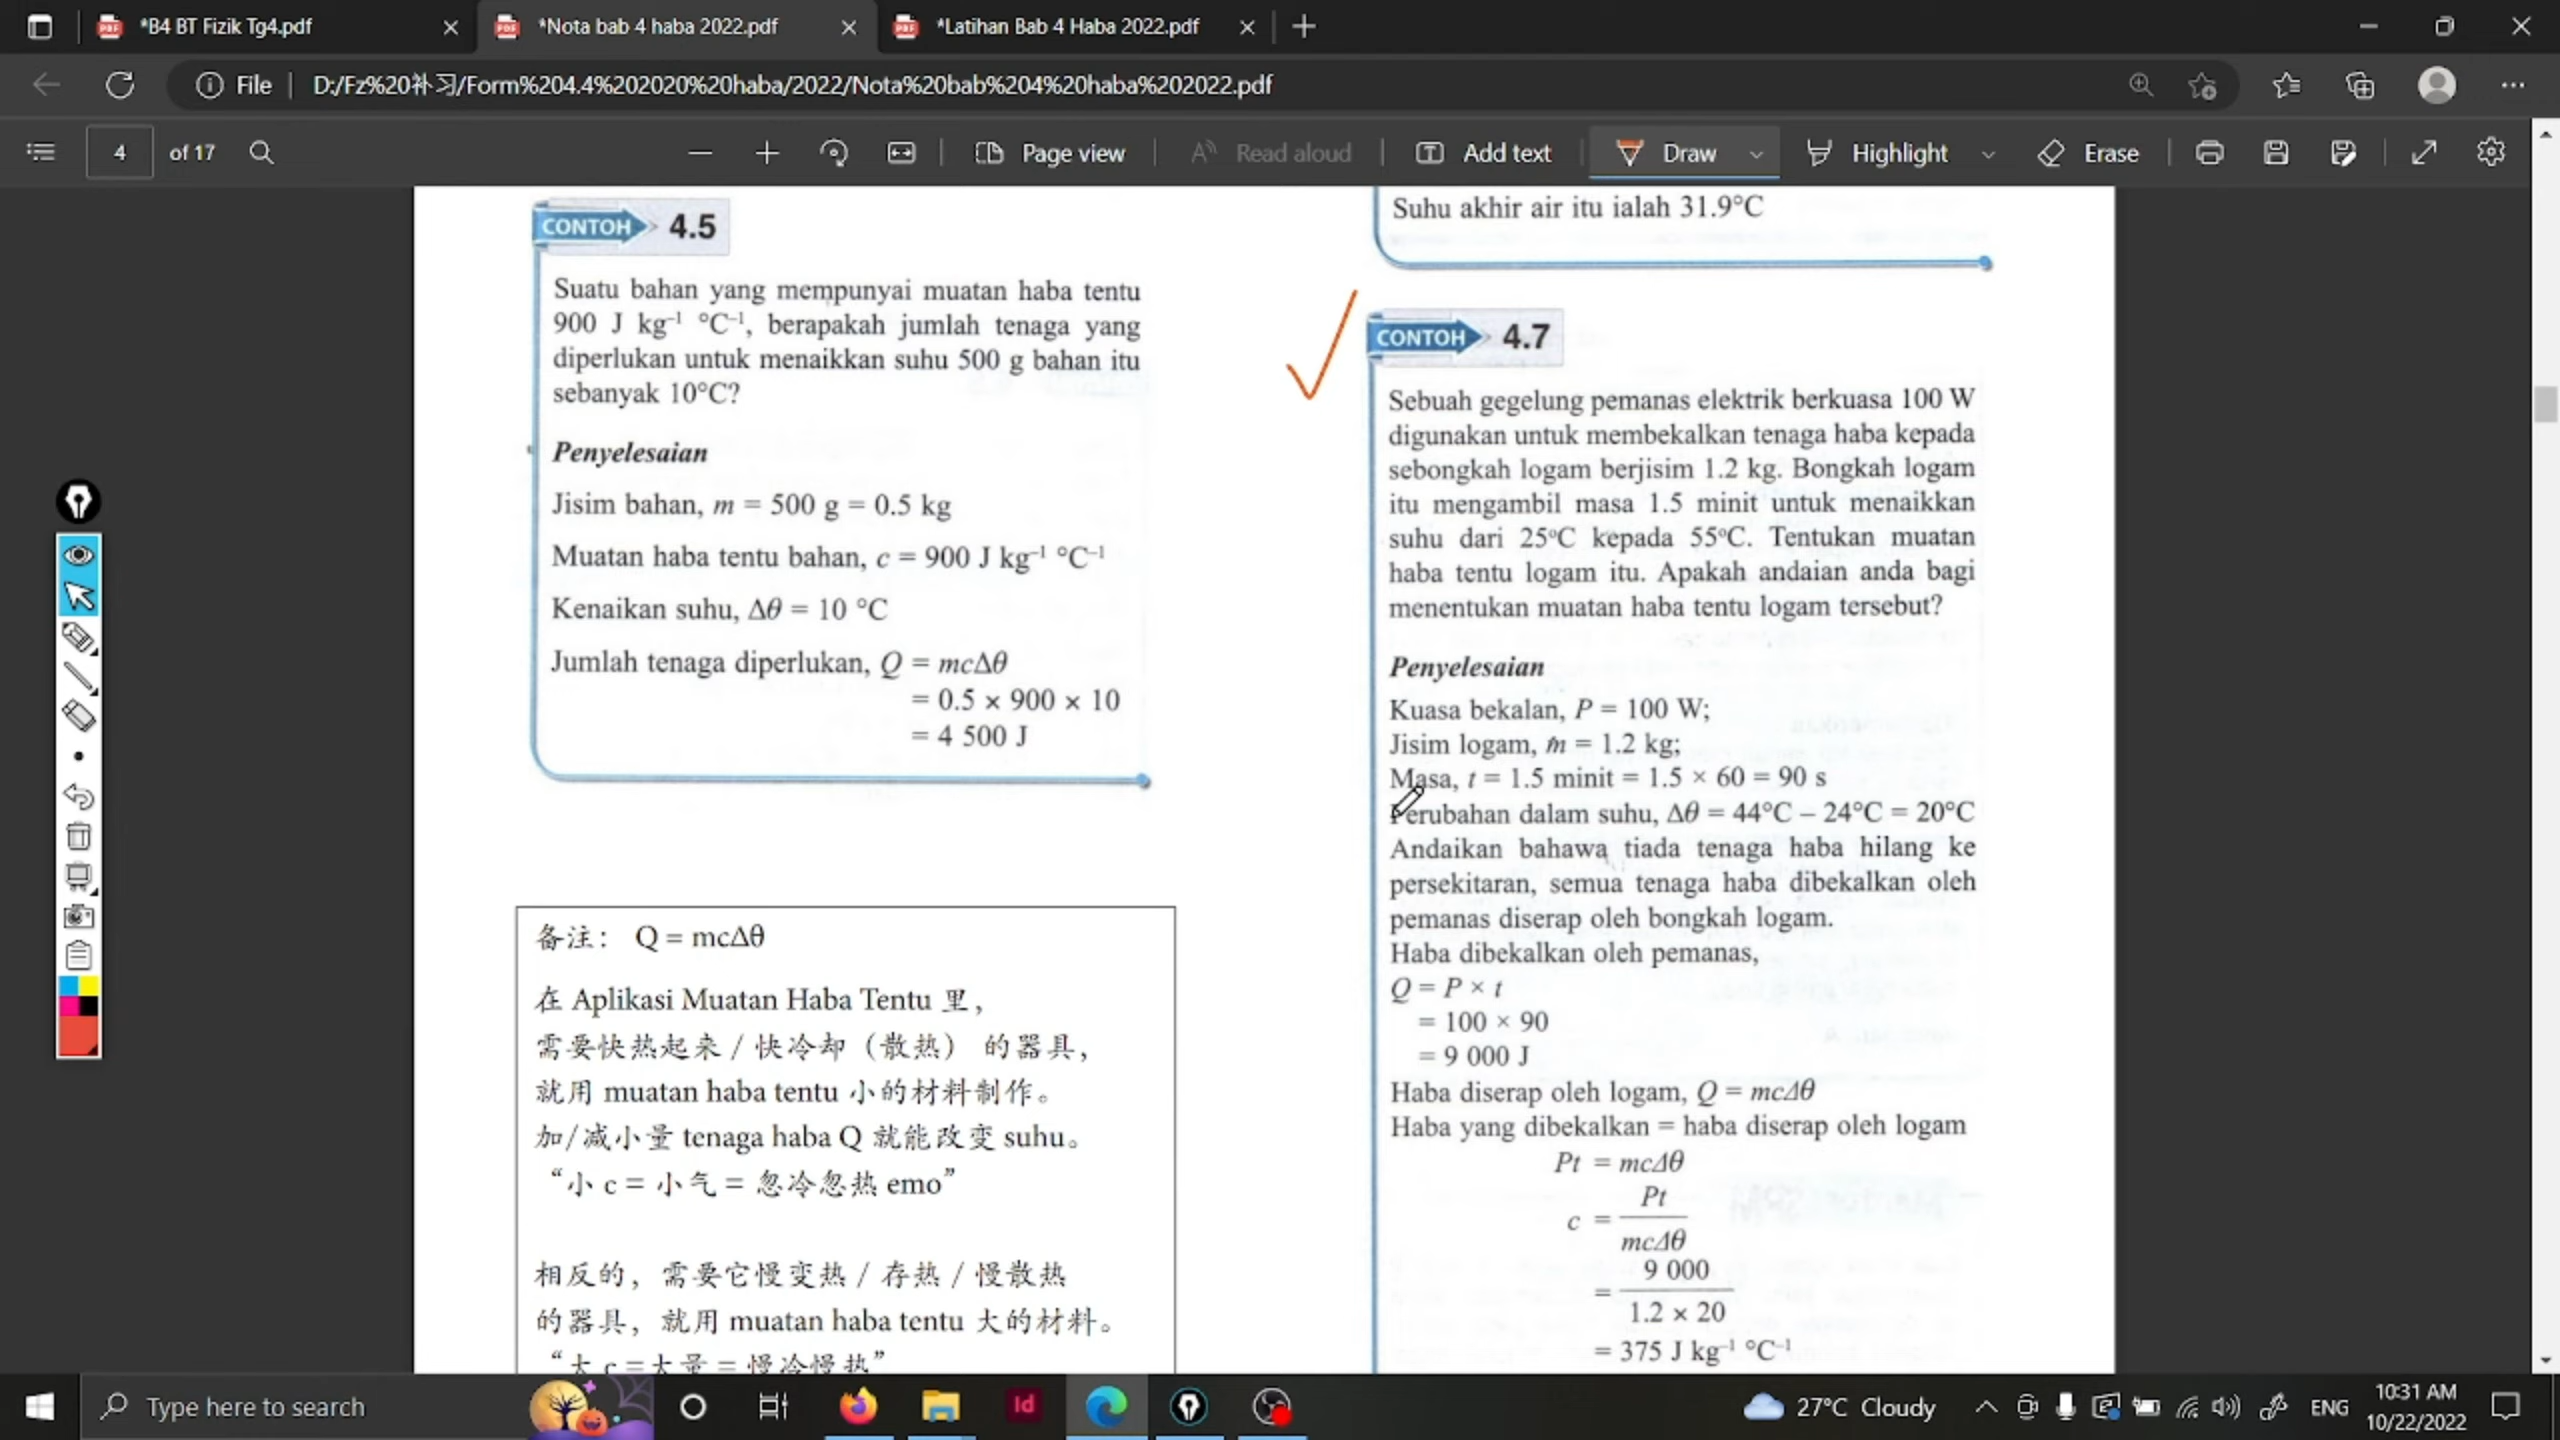 *B4 BT Fizik Tg4.pdf
*Nota bab 4 haba 2022.pdf
*Latihan Bab 4 Haba 2022.pdf
File
D:/Fz%20补习/Form%204.4%202020%20haba/2022/Nota%20bab%204%20haba%202022.pdf
4 of 17
Page view
Read aloud
Add text
Draw
Highlight
Erase
CONTOH 4.5
Suatu bahan yang mempunyai muatan haba tentu
900 J kg⁻¹ °C⁻¹, berapakah jumlah tenaga yang
diperlukan untuk menaikkan suhu 500 g bahan itu
sebanyak 10°C?
Penyelesaian
Jisim bahan, m = 500 g = 0.5 kg
Muatan haba tentu bahan, c = 900 J kg⁻¹ °C⁻¹
Kenaikan suhu, Δθ = 10 °C
Jumlah tenaga diperlukan, Q = mcΔθ
= 0.5 × 900 × 10
= 4 500 J
备注： Q = mcΔθ
在 Aplikasi Muatan Haba Tentu 里，
需要快热起来 / 快冷却（散热） 的器具，
就用 muatan haba tentu 小的材料制作。
加/减小量 tenaga haba Q 就能改变 suhu。
“小 c = 小气 = 忽冷忽热 emo”
相反的，需要它慢变热 / 存热 / 慢散热
的器具，就用 muatan haba tentu 大的材料。
“大 c =大量 = 慢冷慢热”
Suhu akhir air itu ialah 31.9°C
CONTOH 4.7
Sebuah gegelung pemanas elektrik berkuasa 100 W
digunakan untuk membekalkan tenaga haba kepada
sebongkah logam berjisim 1.2 kg. Bongkah logam
itu mengambil masa 1.5 minit untuk menaikkan
suhu dari 25°C kepada 55°C. Tentukan muatan
haba tentu logam itu. Apakah andaian anda bagi
menentukan muatan haba tentu logam tersebut?
Penyelesaian
Kuasa bekalan, P = 100 W;
Jisim logam, m = 1.2 kg;
Masa, t = 1.5 minit = 1.5 × 60 = 90 s
Perubahan dalam suhu, Δθ = 44°C – 24°C = 20°C
Andaikan bahawa tiada tenaga haba hilang ke
persekitaran, semua tenaga haba dibekalkan oleh
pemanas diserap oleh bongkah logam.
Haba dibekalkan oleh pemanas,
Q = P × t
= 100 × 90
= 9 000 J
Haba diserap oleh logam, Q = mcΔθ
Haba yang dibekalkan = haba diserap oleh logam
Pt = mcΔθ
c = Pt / mcΔθ
= 9 000 / 1.2 × 20
= 375 J kg⁻¹ °C⁻¹
Type here to search
Id
27°C Cloudy
ENG
10:31 AM
10/22/2022